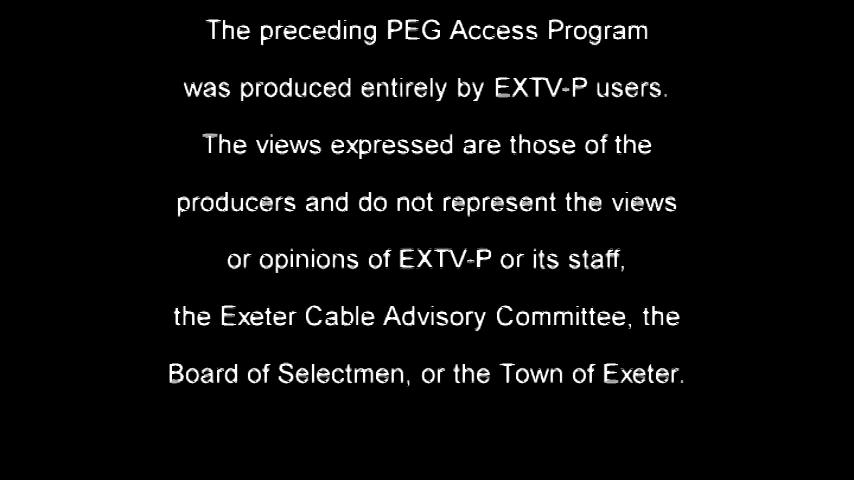 The preceding PEG Access Program
was produced entirely by EXTV-P users.
The views expressed are those of the
producers and do not represent the views
or opinions of EXTV-P or its staff,
the Exeter Cable Advisory Committee, the
Board of Selectmen, or the Town of Exeter.